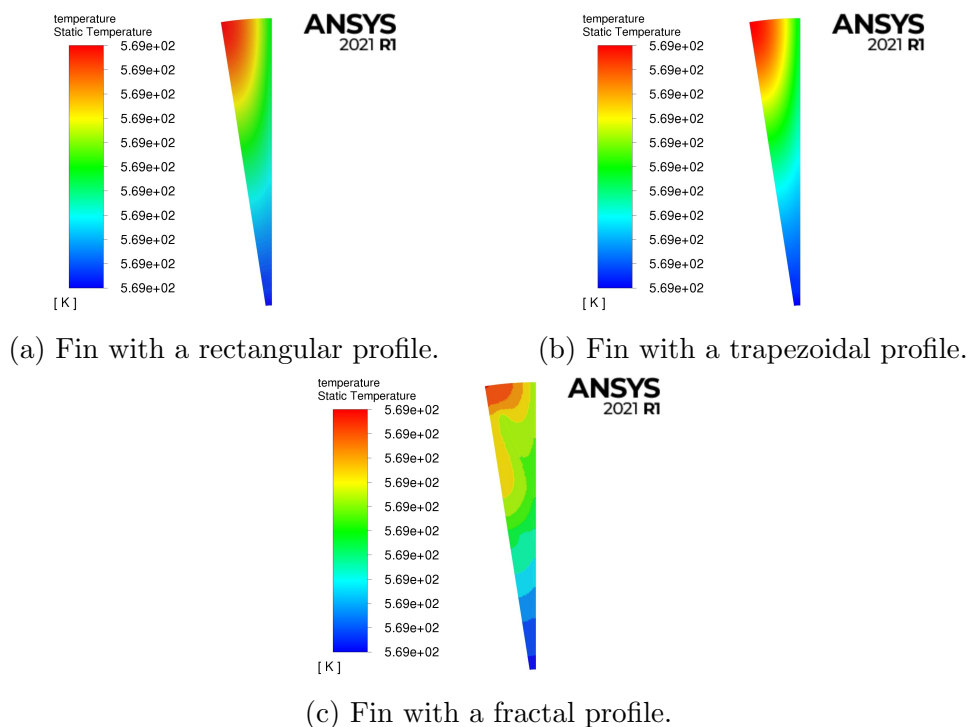 temperature
Static Temperature
5.69e+02
5.69e+02
5.69e+02
5.69e+02
5.69e+02
5.69e+02
5.69e+02
5.69e+02
5.69e+02
5.69e+02
5.69e+02
[ K ]
ANSYS
2021 R1
(a) Fin with a rectangular profile.
temperature
Static Temperature
5.69e+02
5.69e+02
5.69e+02
5.69e+02
5.69e+02
5.69e+02
5.69e+02
5.69e+02
5.69e+02
5.69e+02
5.69e+02
[ K ]
ANSYS
2021 R1
(b) Fin with a trapezoidal profile.
temperature
Static Temperature
5.69e+02
5.69e+02
5.69e+02
5.69e+02
5.69e+02
5.69e+02
5.69e+02
5.69e+02
5.69e+02
5.69e+02
5.69e+02
[ K ]
ANSYS
2021 R1
(c) Fin with a fractal profile.